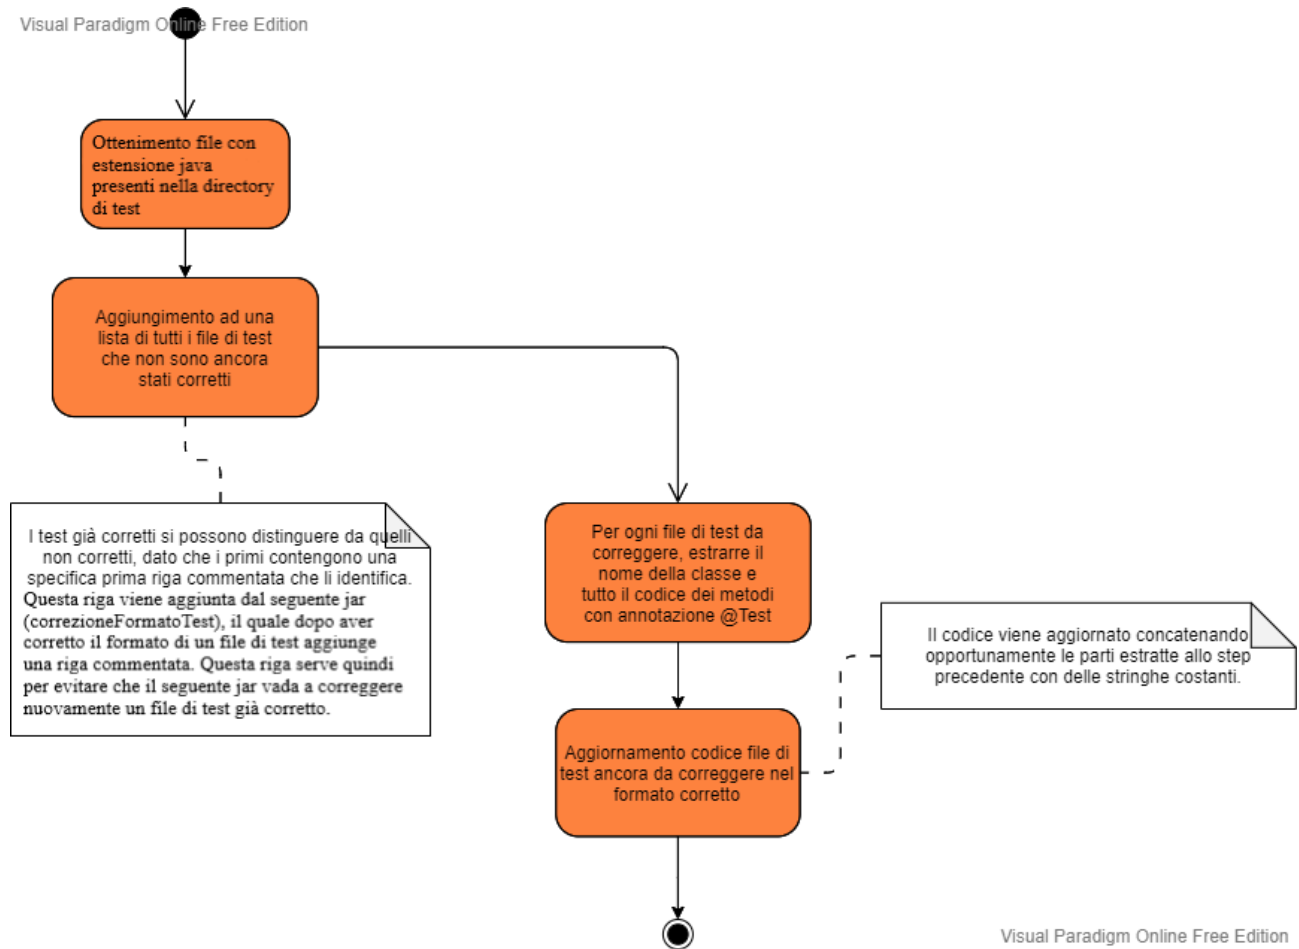 Visual Paradigm Online Free Edition
Ottenimento file con
estensione java
presenti nella directory
di test
Aggiungimento ad una
lista di tutti i file di test
che non sono ancora
stati corretti
I test già corretti si possono distinguere da quelli
non corretti, dato che i primi contengono una
specifica prima riga commentata che li identifica.
Questa riga viene aggiunta dal seguente jar
(correzioneFormatoTest), il quale dopo aver
corretto il formato di un file di test aggiunge
una riga commentata. Questa riga serve quindi
per evitare che il seguente jar vada a correggere
nuovamente un file di test già corretto.
Per ogni file di test da
correggere, estrarre il
nome della classe e
tutto il codice dei metodi
con annotazione @Test
Il codice viene aggiornato concatenando
opportunamente le parti estratte allo step
precedente con delle stringhe costanti.
Aggiornamento codice file di
test ancora da correggere nel
formato corretto
Visual Paradigm Online Free Edition